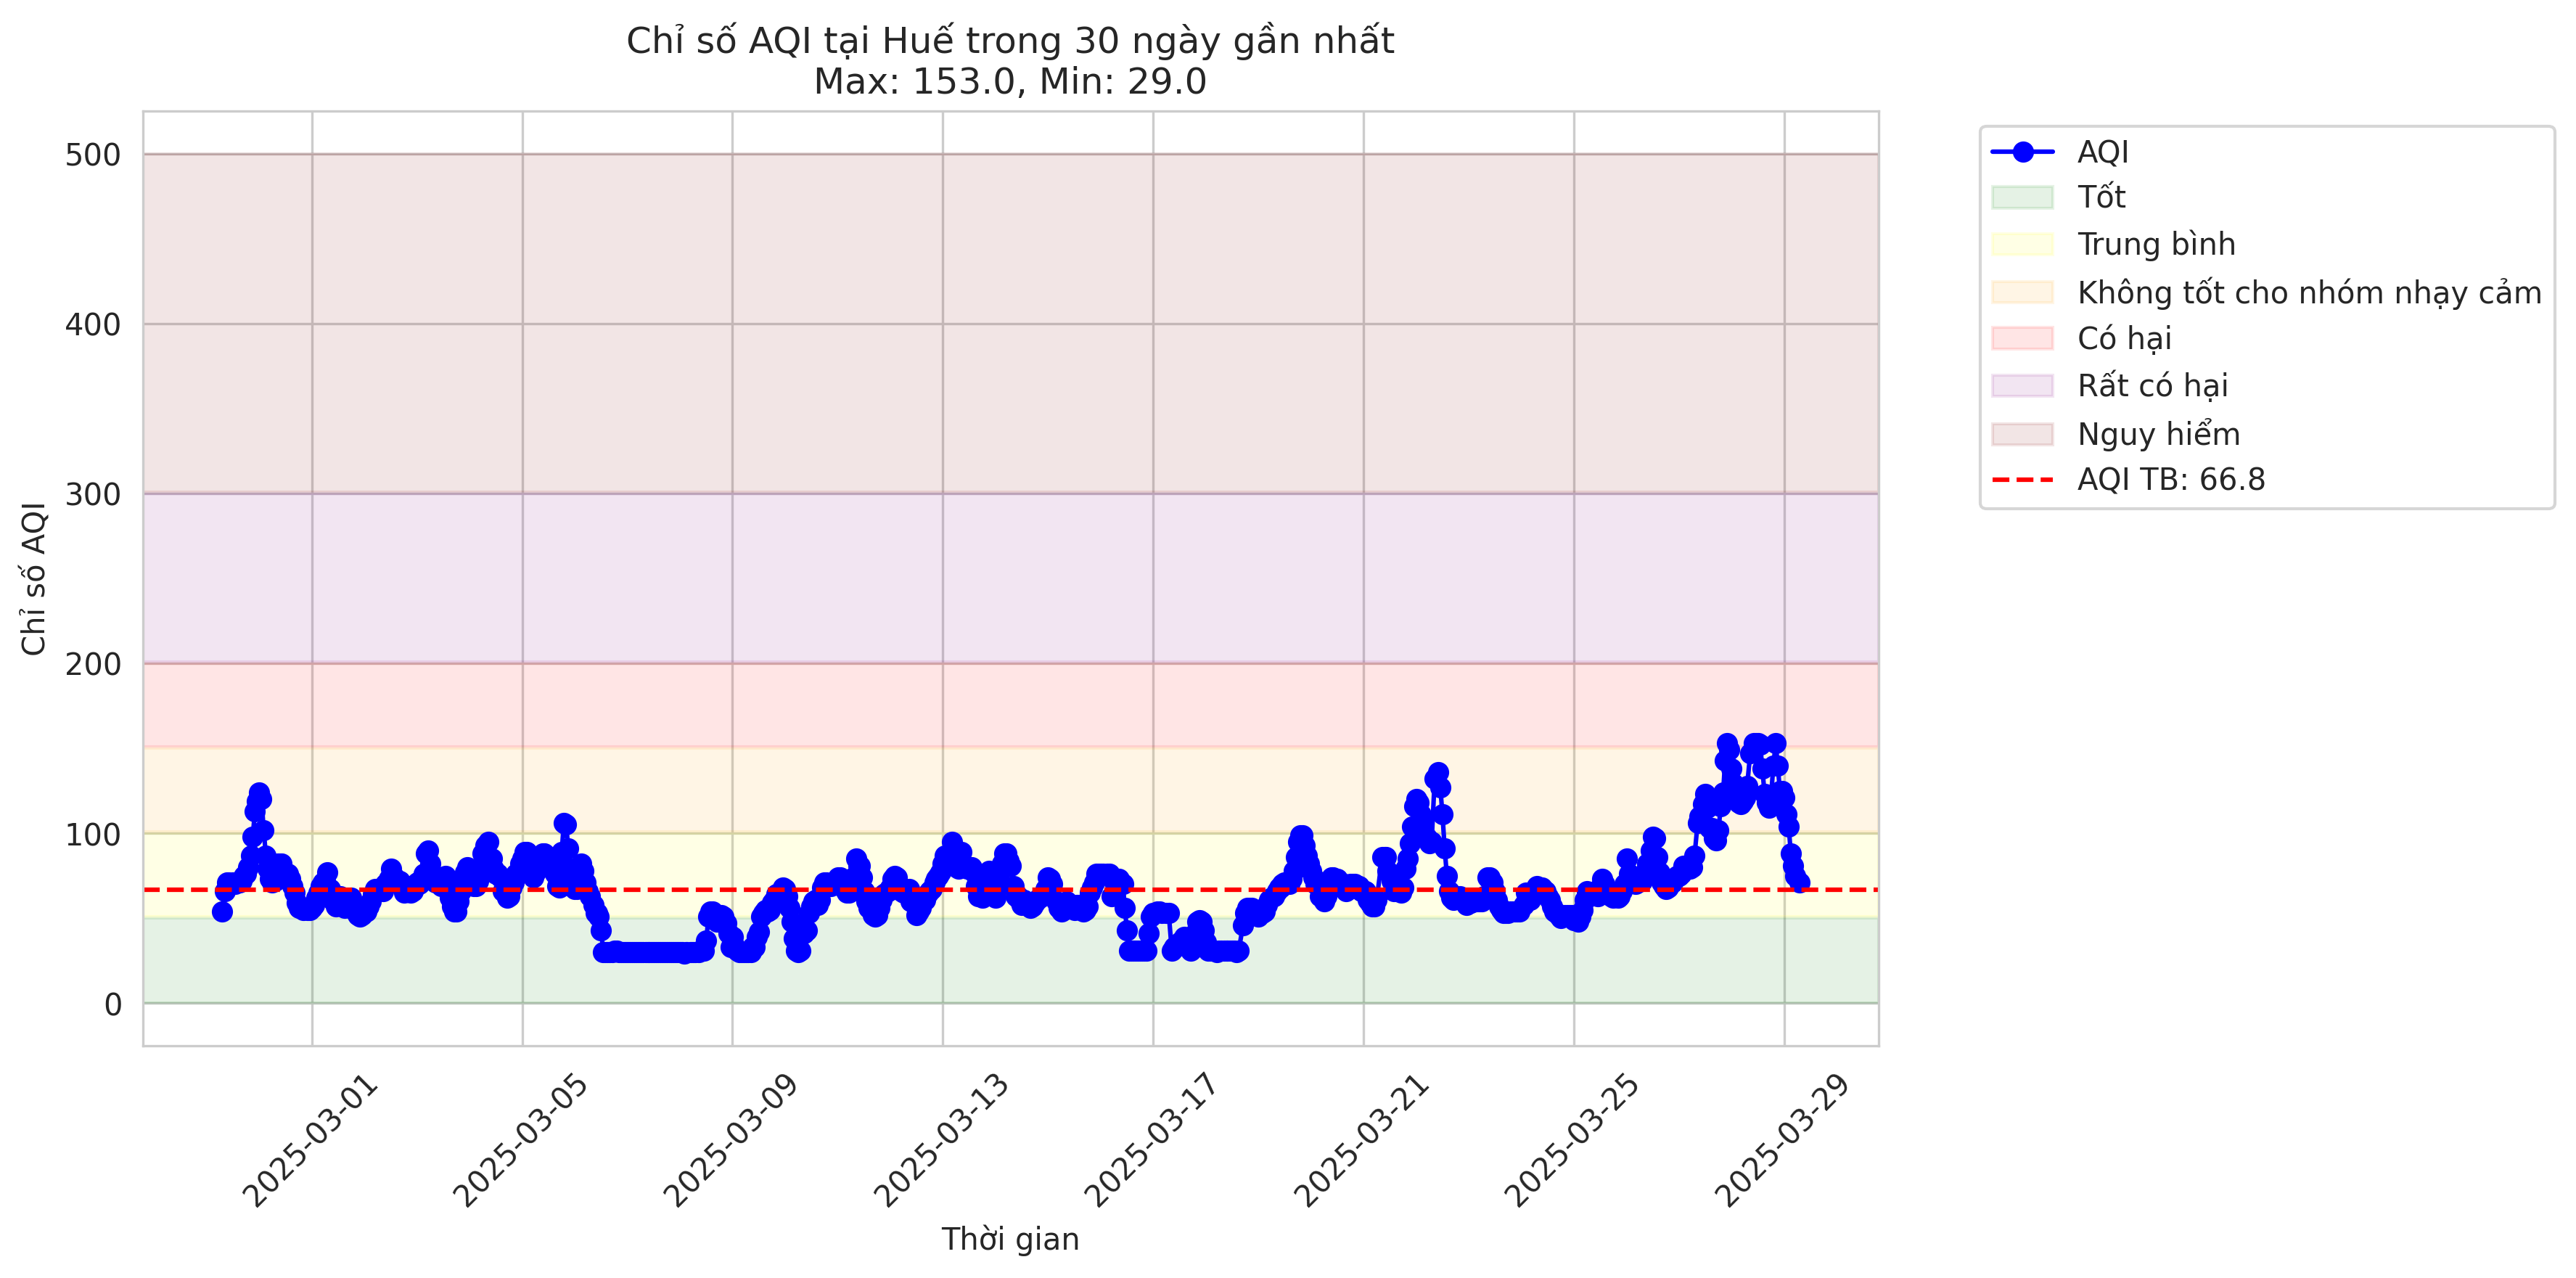 Chỉ số AQI tại Huế trong 30 ngày gần nhất
Max: 153.0, Min: 29.0
Chỉ số AQI
500
400
300
200
100
0
2025-03-01
2025-03-05
2025-03-09
2025-03-13
2025-03-17
2025-03-21
2025-03-25
2025-03-29
Thời gian
AQI
Tốt
Trung bình
Không tốt cho nhóm nhạy cảm
Có hại
Rất có hại
Nguy hiểm
AQI TB: 66.8